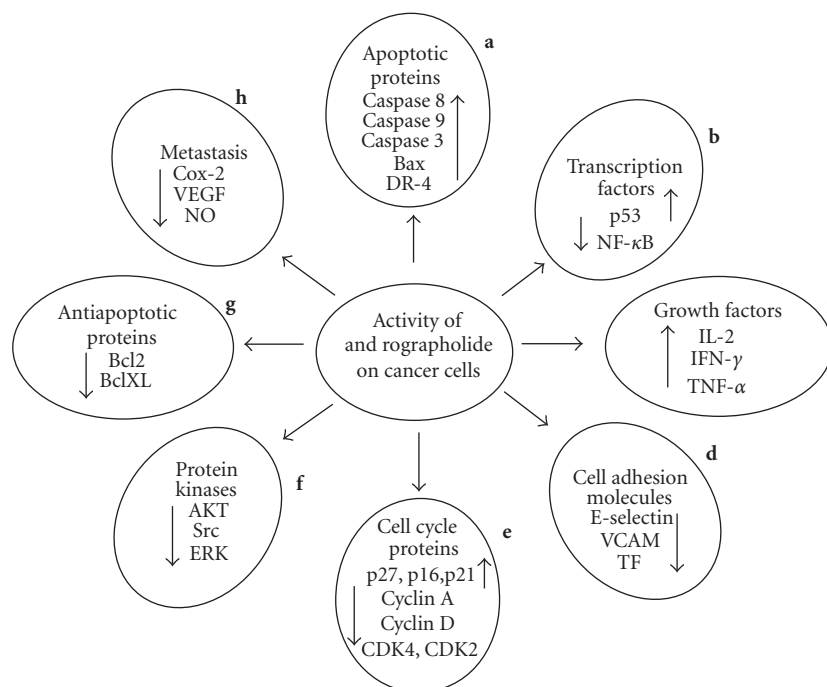 a
Apoptotic
proteins
Caspase 8
Caspase 9
Caspase 3
Bax
DR-4
b
Transcription
factors
p53
NF-κB
Growth factors
IL-2
IFN-γ
TNF-α
d
Cell adhesion
molecules
E-selectin
VCAM
TF
e
Cell cycle
proteins
p27, p16,p21
Cyclin A
Cyclin D
CDK4, CDK2
f
Protein
kinases
AKT
Src
ERK
g
Antiapoptotic
proteins
Bcl2
BclXL
h
Metastasis
Cox-2
VEGF
NO
Activity of
and rographolide
on cancer cells